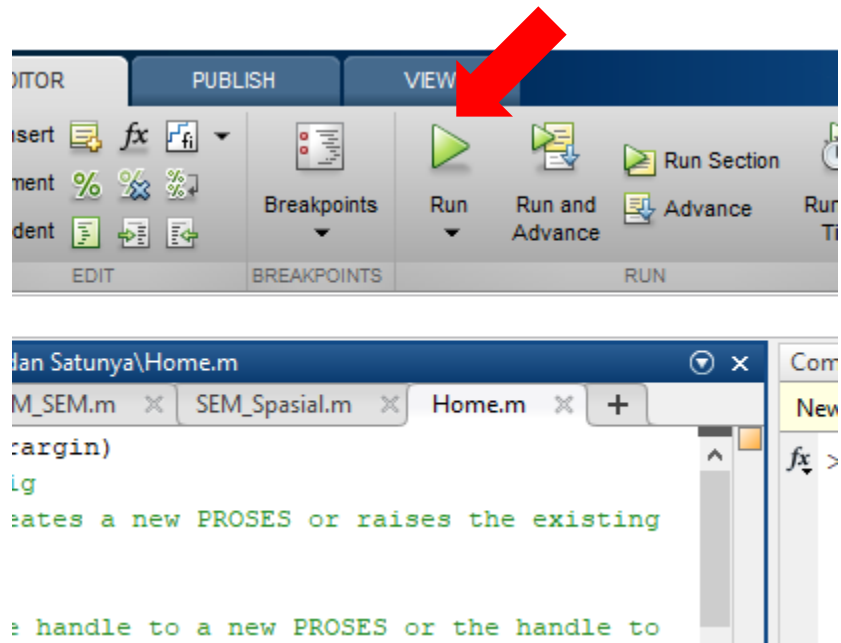 DITOR PUBLISH VIEW
nsert fx fi
ment % %
dent
Breakpoints Run Run and Advance Run Section Advance Run Ti
EDIT BREAKPOINTS RUN
dan Satunya\Home.m Com
M_SEM.m SEM_Spasial.m Home.m + New
rargin) fx >
ig
eates a new PROSES or raises the existing
e handle to a new PROSES or the handle to